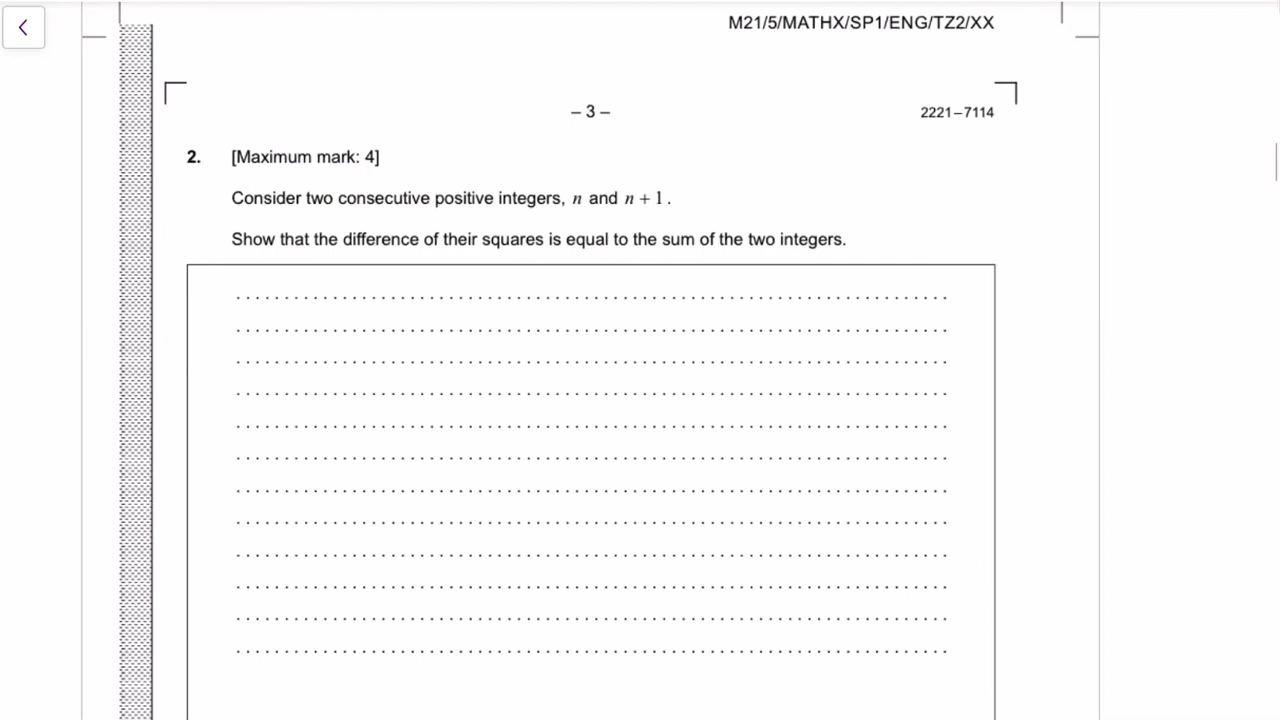 M21/5/MATHX/SP1/ENG/TZ2/XX
– 3 –
2221–7114
2. [Maximum mark: 4]
Consider two consecutive positive integers, n and n + 1.
Show that the difference of their squares is equal to the sum of the two integers.